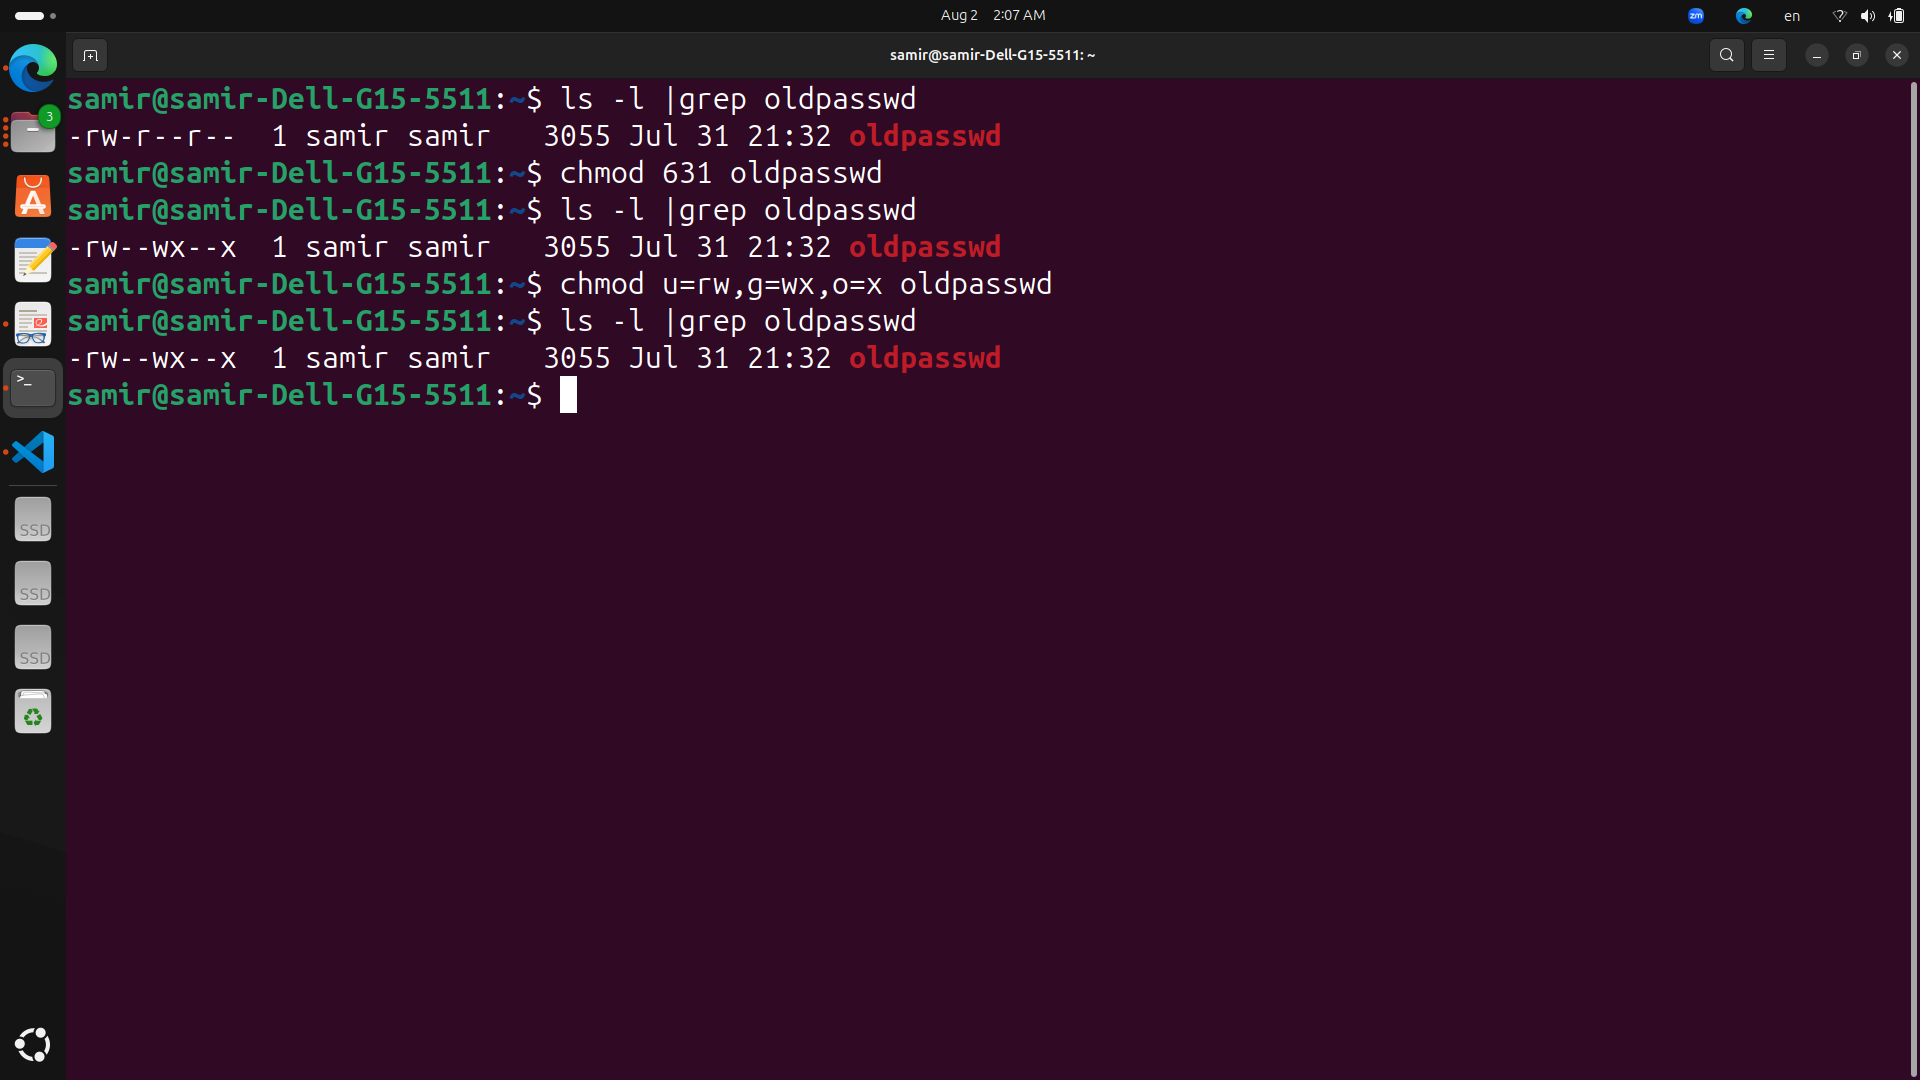 Aug 2 2:07 AM
zm
en
samir@samir-Dell-G15-5511: ~
3
samir@samir-Dell-G15-5511:~$ ls -l |grep oldpasswd
-rw-r--r-- 1 samir samir 3055 Jul 31 21:32 oldpasswd
samir@samir-Dell-G15-5511:~$ chmod 631 oldpasswd
samir@samir-Dell-G15-5511:~$ ls -l |grep oldpasswd
-rw--wx--x 1 samir samir 3055 Jul 31 21:32 oldpasswd
samir@samir-Dell-G15-5511:~$ chmod u=rw,g=wx,o=x oldpasswd
samir@samir-Dell-G15-5511:~$ ls -l |grep oldpasswd
-rw--wx--x 1 samir samir 3055 Jul 31 21:32 oldpasswd
samir@samir-Dell-G15-5511:~$
>_
SSD
SSD
SSD